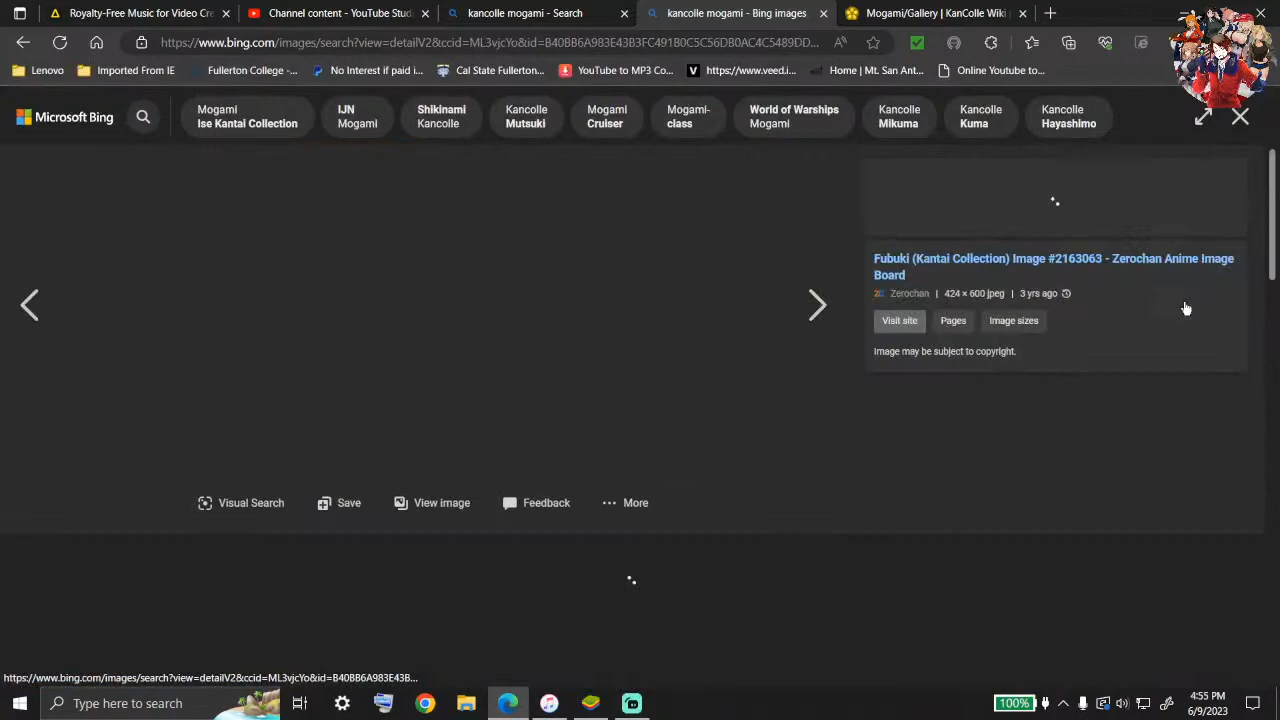 Royalty-Free Music for Video Cre
Channel content - YouTube Stud
kancolle mogami - Search
kancolle mogami - Bing images
Mogami/Gallery | KanColle Wiki
https://www.bing.com/images/search?view=detailV2&ccid=ML3vjcYo&id=B40BB6A983E43B3FC491B0C5C56DB0AC4C5489DD...
Lenovo
Imported From IE
Fullerton College -...
No Interest if paid i...
Cal State Fullerton...
YouTube to MP3 Co...
https://www.veed.i...
Home | Mt. San Ant...
Online Youtube to...
Microsoft Bing
Mogami
Ise Kantai Collection
IJN
Mogami
Shikinami
Kancolle
Kancolle
Mutsuki
Mogami
Cruiser
Mogami-
class
World of Warships
Mogami
Kancolle
Mikuma
Kancolle
Kuma
Kancolle
Hayashimo
Fubuki (Kantai Collection) Image #2163063 - Zerochan Anime Image
Board
Zerochan | 424 × 600 jpeg | 3 yrs ago
Visit site
Pages
Image sizes
Image may be subject to copyright.
Visual Search
Save
View image
Feedback
More
https://www.bing.com/images/search?view=detailV2&ccid=ML3vjcYo&id=B40BB6A983E43B...
Type here to search
100%
4:55 PM
6/9/2023